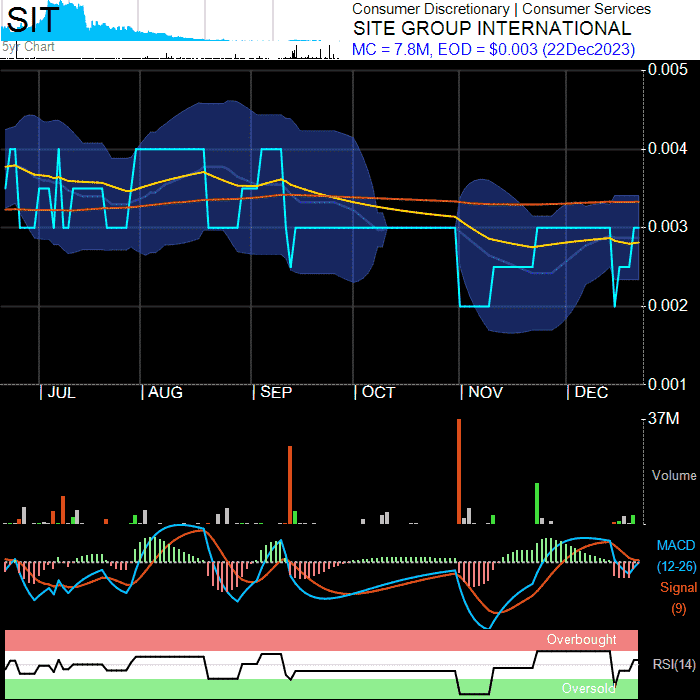 SIT
5yr Chart
Consumer Discretionary | Consumer Services
SITE GROUP INTERNATIONAL
MC = 7.8M, EOD = $0.003 (22Dec2023)
0.005
0.004
0.003
0.002
0.001
| JUL | AUG | SEP | OCT | NOV | DEC
37M
Volume
MACD
(12-26)
Signal
(9)
Overbought
RSI(14)
Oversold